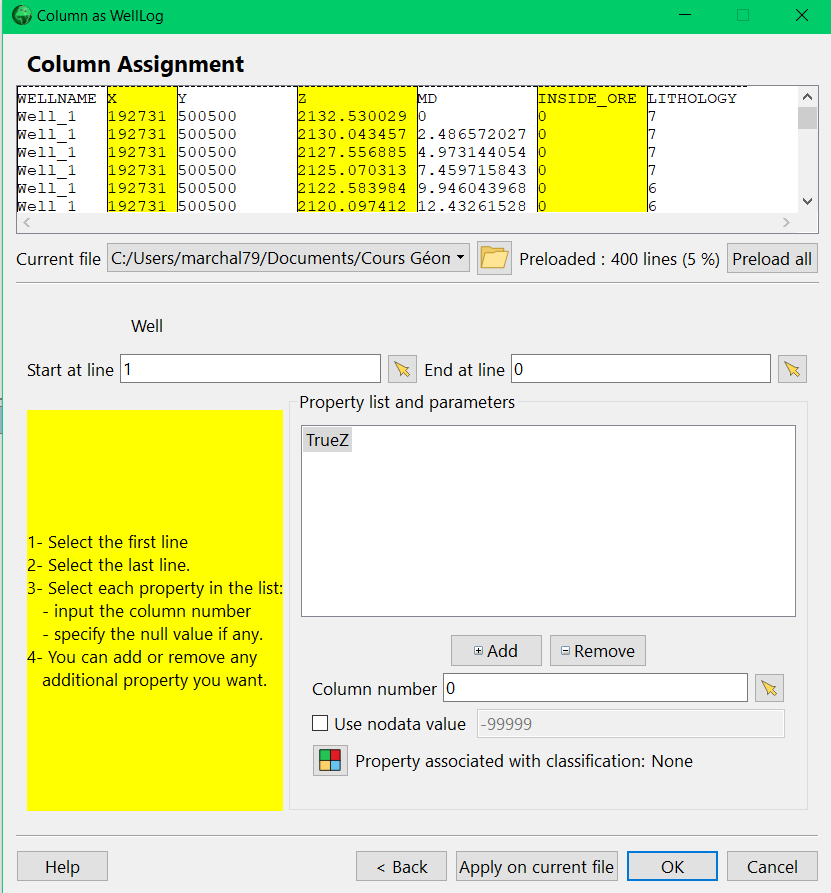 Column as WellLog
Column Assignment
WELLNAME X Y Z MD INSIDE_ORE LITHOLOGY
Well_1 192731 500500 2132.530029 0 0 7
Well_1 192731 500500 2130.043457 2.486572027 0 7
Well_1 192731 500500 2127.556885 4.973144054 0 7
Well_1 192731 500500 2125.070313 7.459715843 0 7
Well_1 192731 500500 2122.583984 9.946043968 0 6
Well_1 192731 500500 2120.097412 12.43261528 0 6
Current file C:/Users/marchal79/Documents/Cours Géon Preloaded : 400 lines (5 %) Preload all
Well
Start at line 1 End at line 0
Property list and parameters
TrueZ
1- Select the first line
2- Select the last line.
3- Select each property in the list:
- input the column number
- specify the null value if any.
4- You can add or remove any
additional property you want.
Add Remove
Column number 0
Use nodata value -99999
Property associated with classification: None
Help < Back Apply on current file OK Cancel